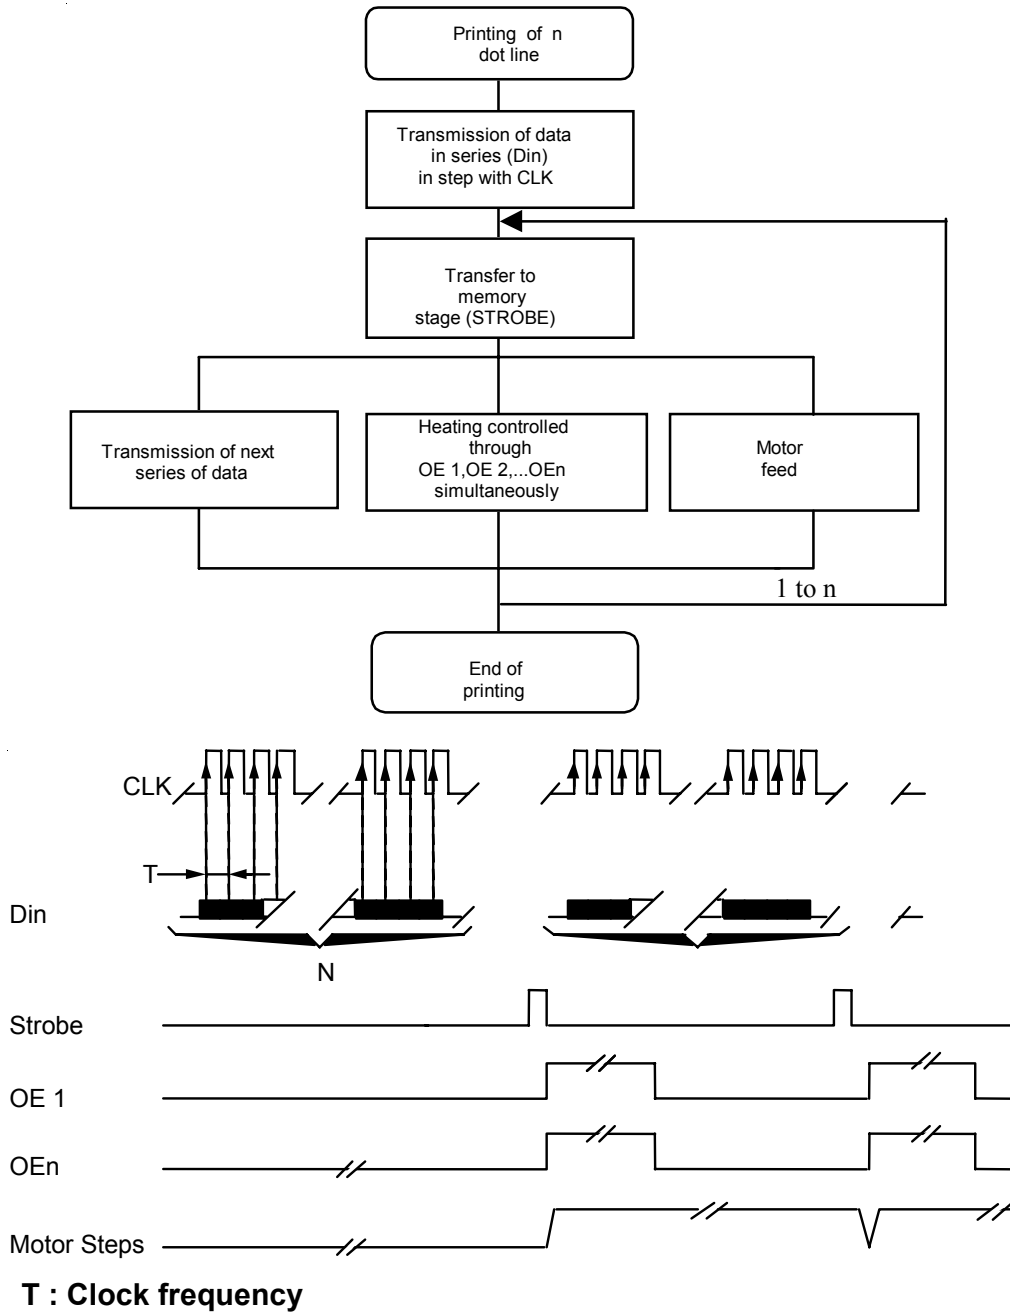 Printing of n
dot line
Transmission of data
in series (Din)
in step with CLK
Transfer to
memory
stage (STROBE)
Transmission of next
series of data
Heating controlled
through
OE 1,OE 2,...OEn
simultaneously
Motor
feed
1 to n
End of
printing
CLK
T
Din
N
Strobe
OE 1
OEn
Motor Steps
T : Clock frequency